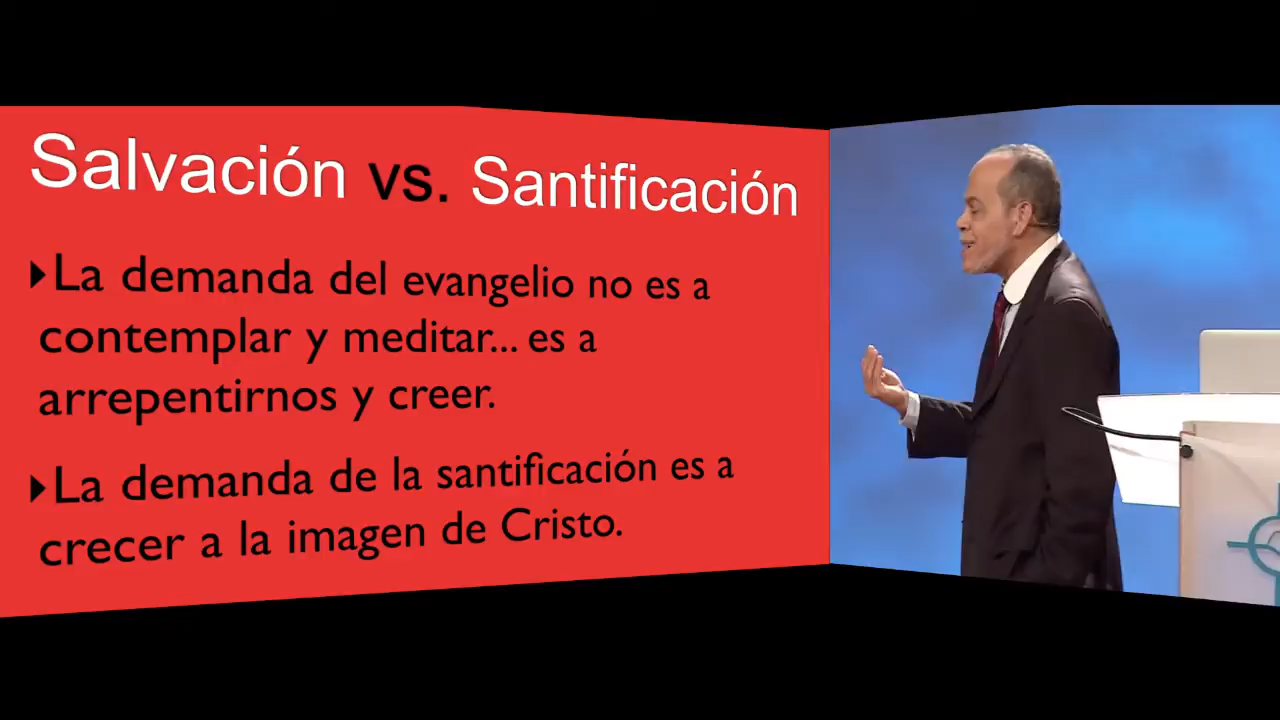 Salvación vs. Santificación
La demanda del evangelio no es a
contemplar y meditar... es a
arrepentirnos y creer.
La demanda de la santificación es a
crecer a la imagen de Cristo.